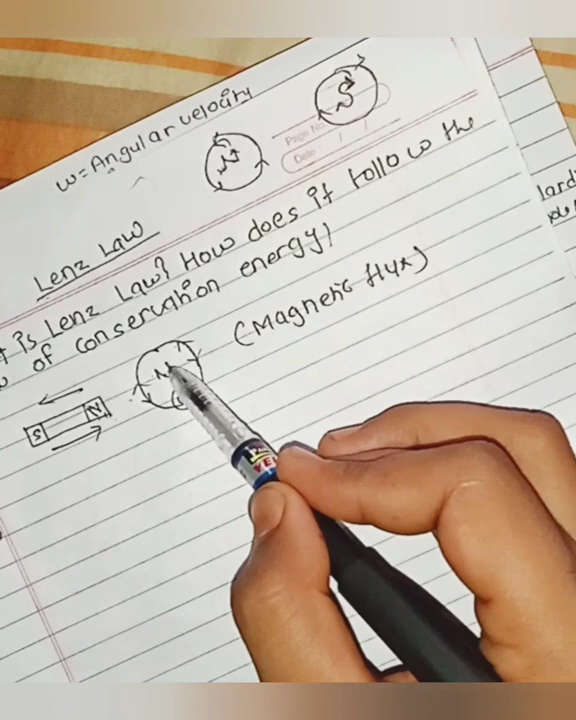 w=Angular velocity
N
S
Page No.
Date: / /
Lenz Law
is Lenz Law? How does it follow the
of conservation energy)
(Magnetic flux)
N
S N
YE